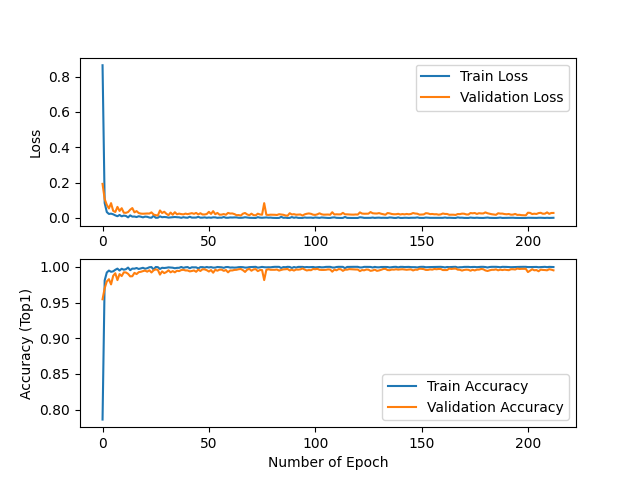 Train Loss
Validation Loss
Loss
0.8
0.6
0.4
0.2
0.0
0 50 100 150 200
Accuracy (Top1)
1.00
0.95
0.90
0.85
0.80
Train Accuracy
Validation Accuracy
0 50 100 150 200
Number of Epoch